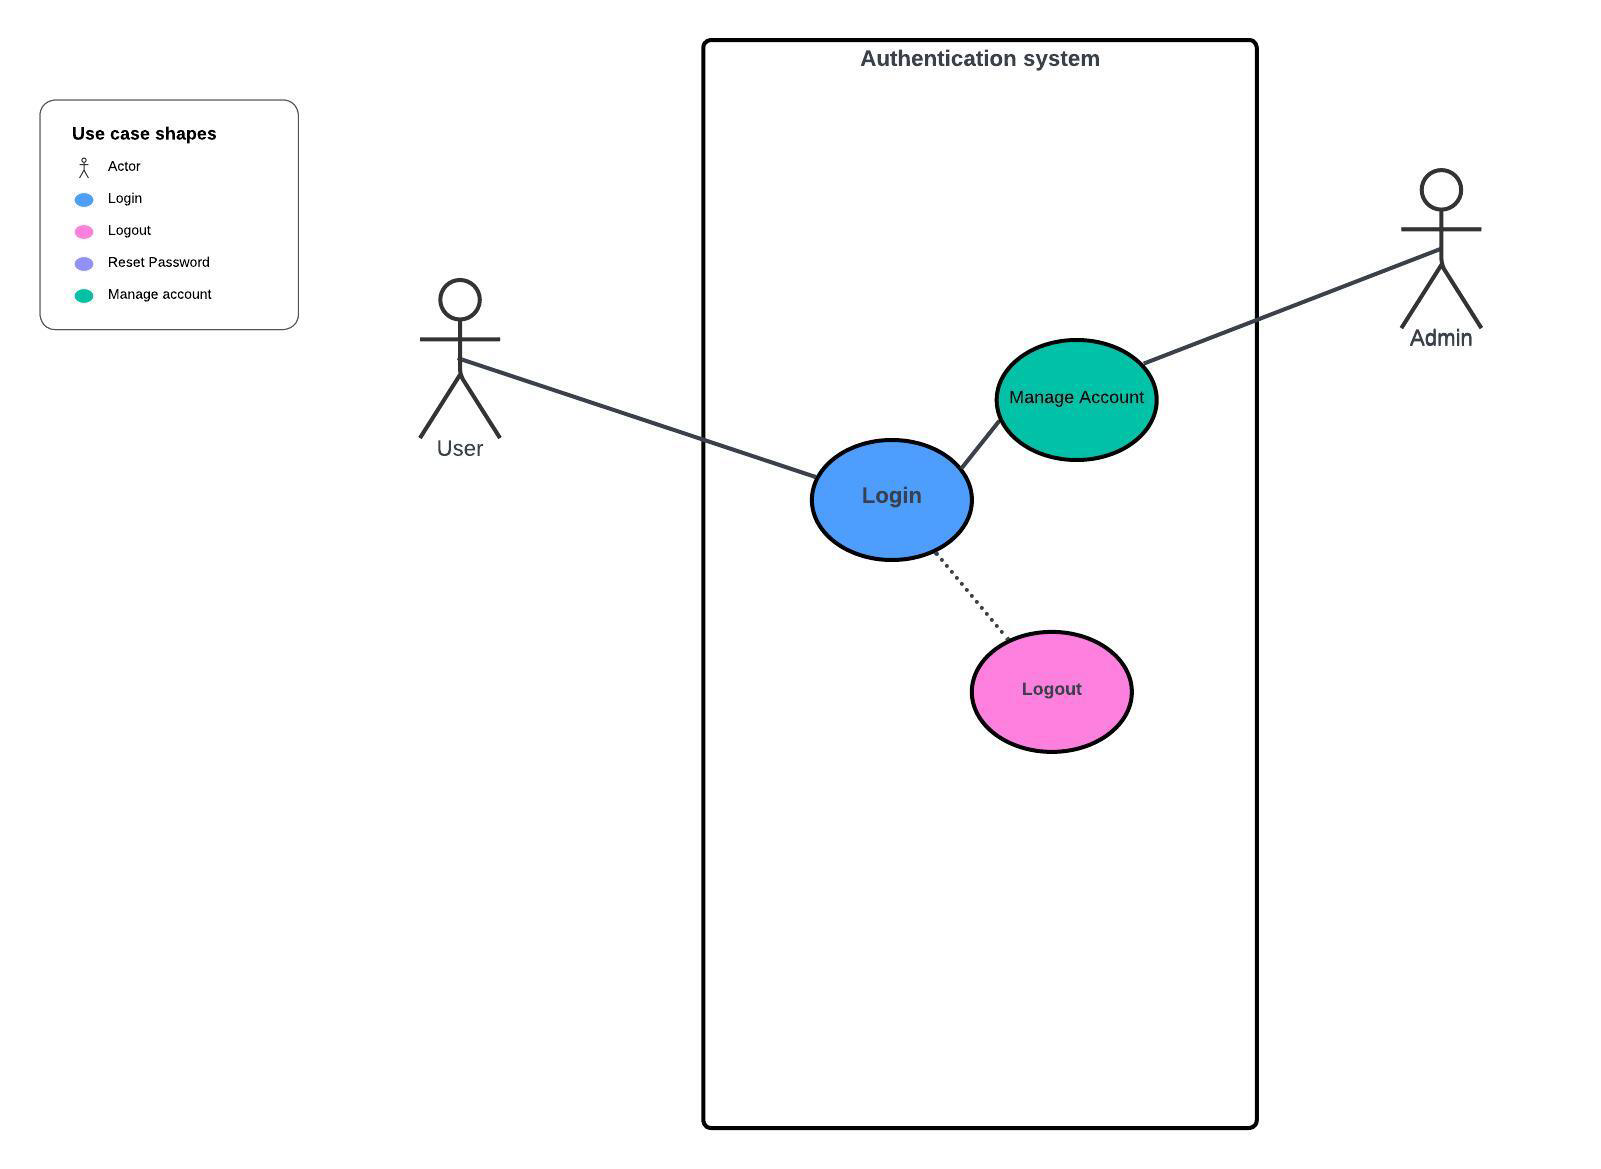 Authentication system
Use case shapes
Actor
Login
Logout
Reset Password
Manage account
User
Admin
Manage Account
Login
Logout